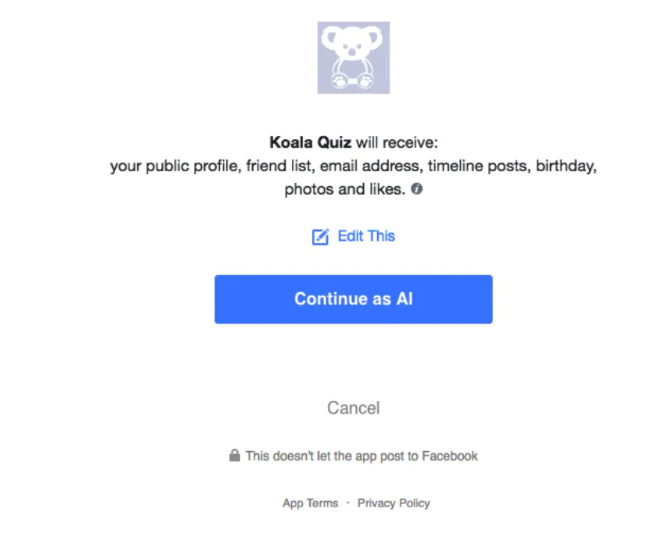 Koala Quiz will receive:
your public profile, friend list, email address, timeline posts, birthday,
photos and likes.
Edit This
Continue as Al
Cancel
This doesn't let the app post to Facebook
App Terms · Privacy Policy